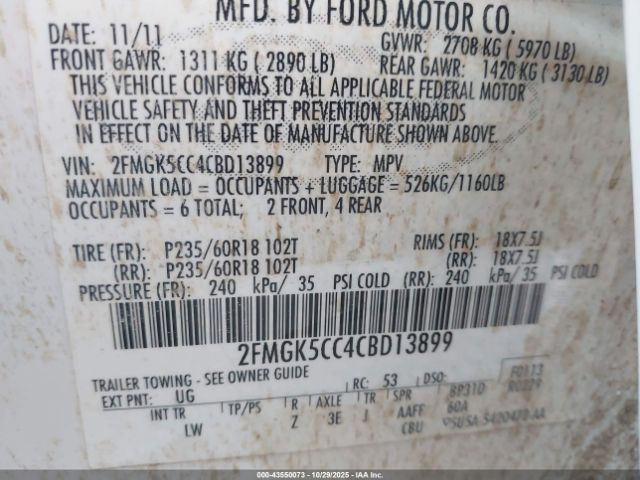 MFD. BY FORD MOTOR CO.
DATE: 11/11 GVWR: 2708 KG ( 5970 LB)
FRONT GAWR: 1311 KG ( 2890 LB) REAR GAWR: 1420 KG ( 3130 LB)
THIS VEHICLE CONFORMS TO ALL APPLICABLE FEDERAL MOTOR
VEHICLE SAFETY AND THEFT PREVENTION STANDARDS
IN EFFECT ON THE DATE OF MANUFACTURE SHOWN ABOVE.
VIN: 2FMGK5CC4CBD13899 TYPE: MPV
MAXIMUM LOAD = OCCUPANTS + LUGGAGE = 526KG/1160LB
OCCUPANTS = 6 TOTAL; 2 FRONT, 4 REAR
TIRE (FR): P235/60R18 102T RIMS (FR): 18X7.5J
(RR): P235/60R18 102T (RR): 18X7.5J
PRESSURE (FR): 240 kPa/ 35 PSI COLD (RR): 240 kPa/ 35 PSI COLD
2FMGK5CC4CBD13899
TRAILER TOWING - SEE OWNER GUIDE
EXT PNT: UG RC: 53 DSO: F0113
BP31D R0229
INT TR TP/PS R AXLE TR SPR 60A
LW Z 3E J AAFF
CBU
000-43550073 - 10/29/2025 - IAAI.com